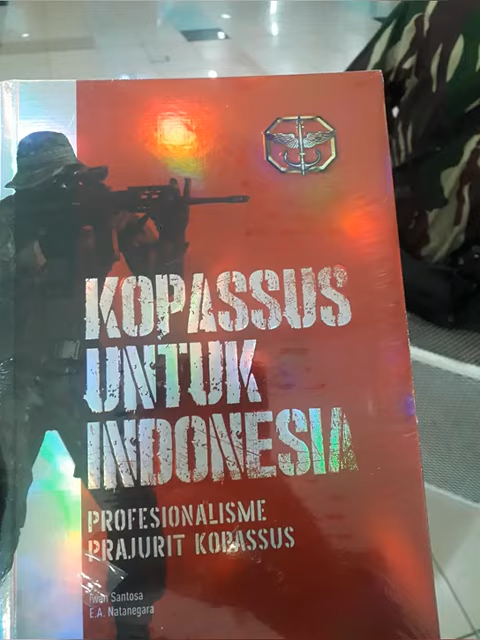 KOPASSUS
UNTUK
INDONESIA
PROFESIONALISME
PRAJURIT KOPASSUS
Iwan Santosa
E.A. Natanegara